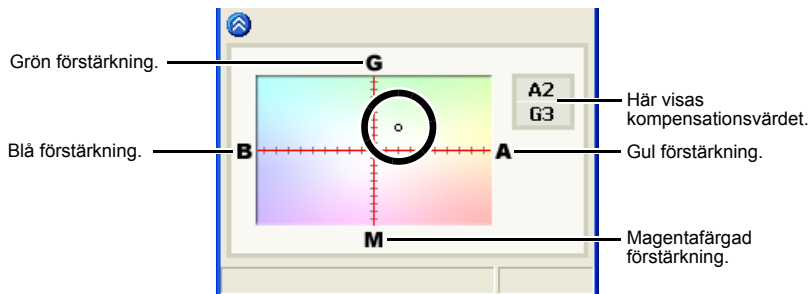 Grön förstärkning.
G
A2
G3
Här visas
kompensationsvärdet.
Blå förstärkning.
B
A
Gul förstärkning.
M
Magentafärgad
förstärkning.